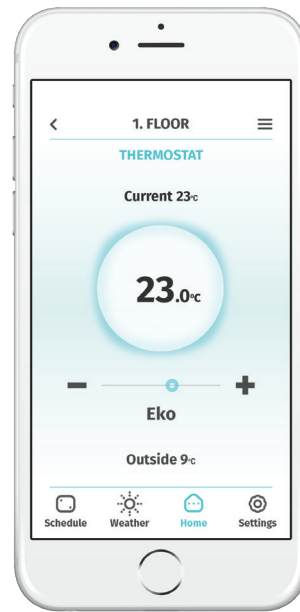 1. FLOOR
THERMOSTAT
Current 23°C
23.0°C
Eko
Outside 9°C
Schedule Weather Home Settings